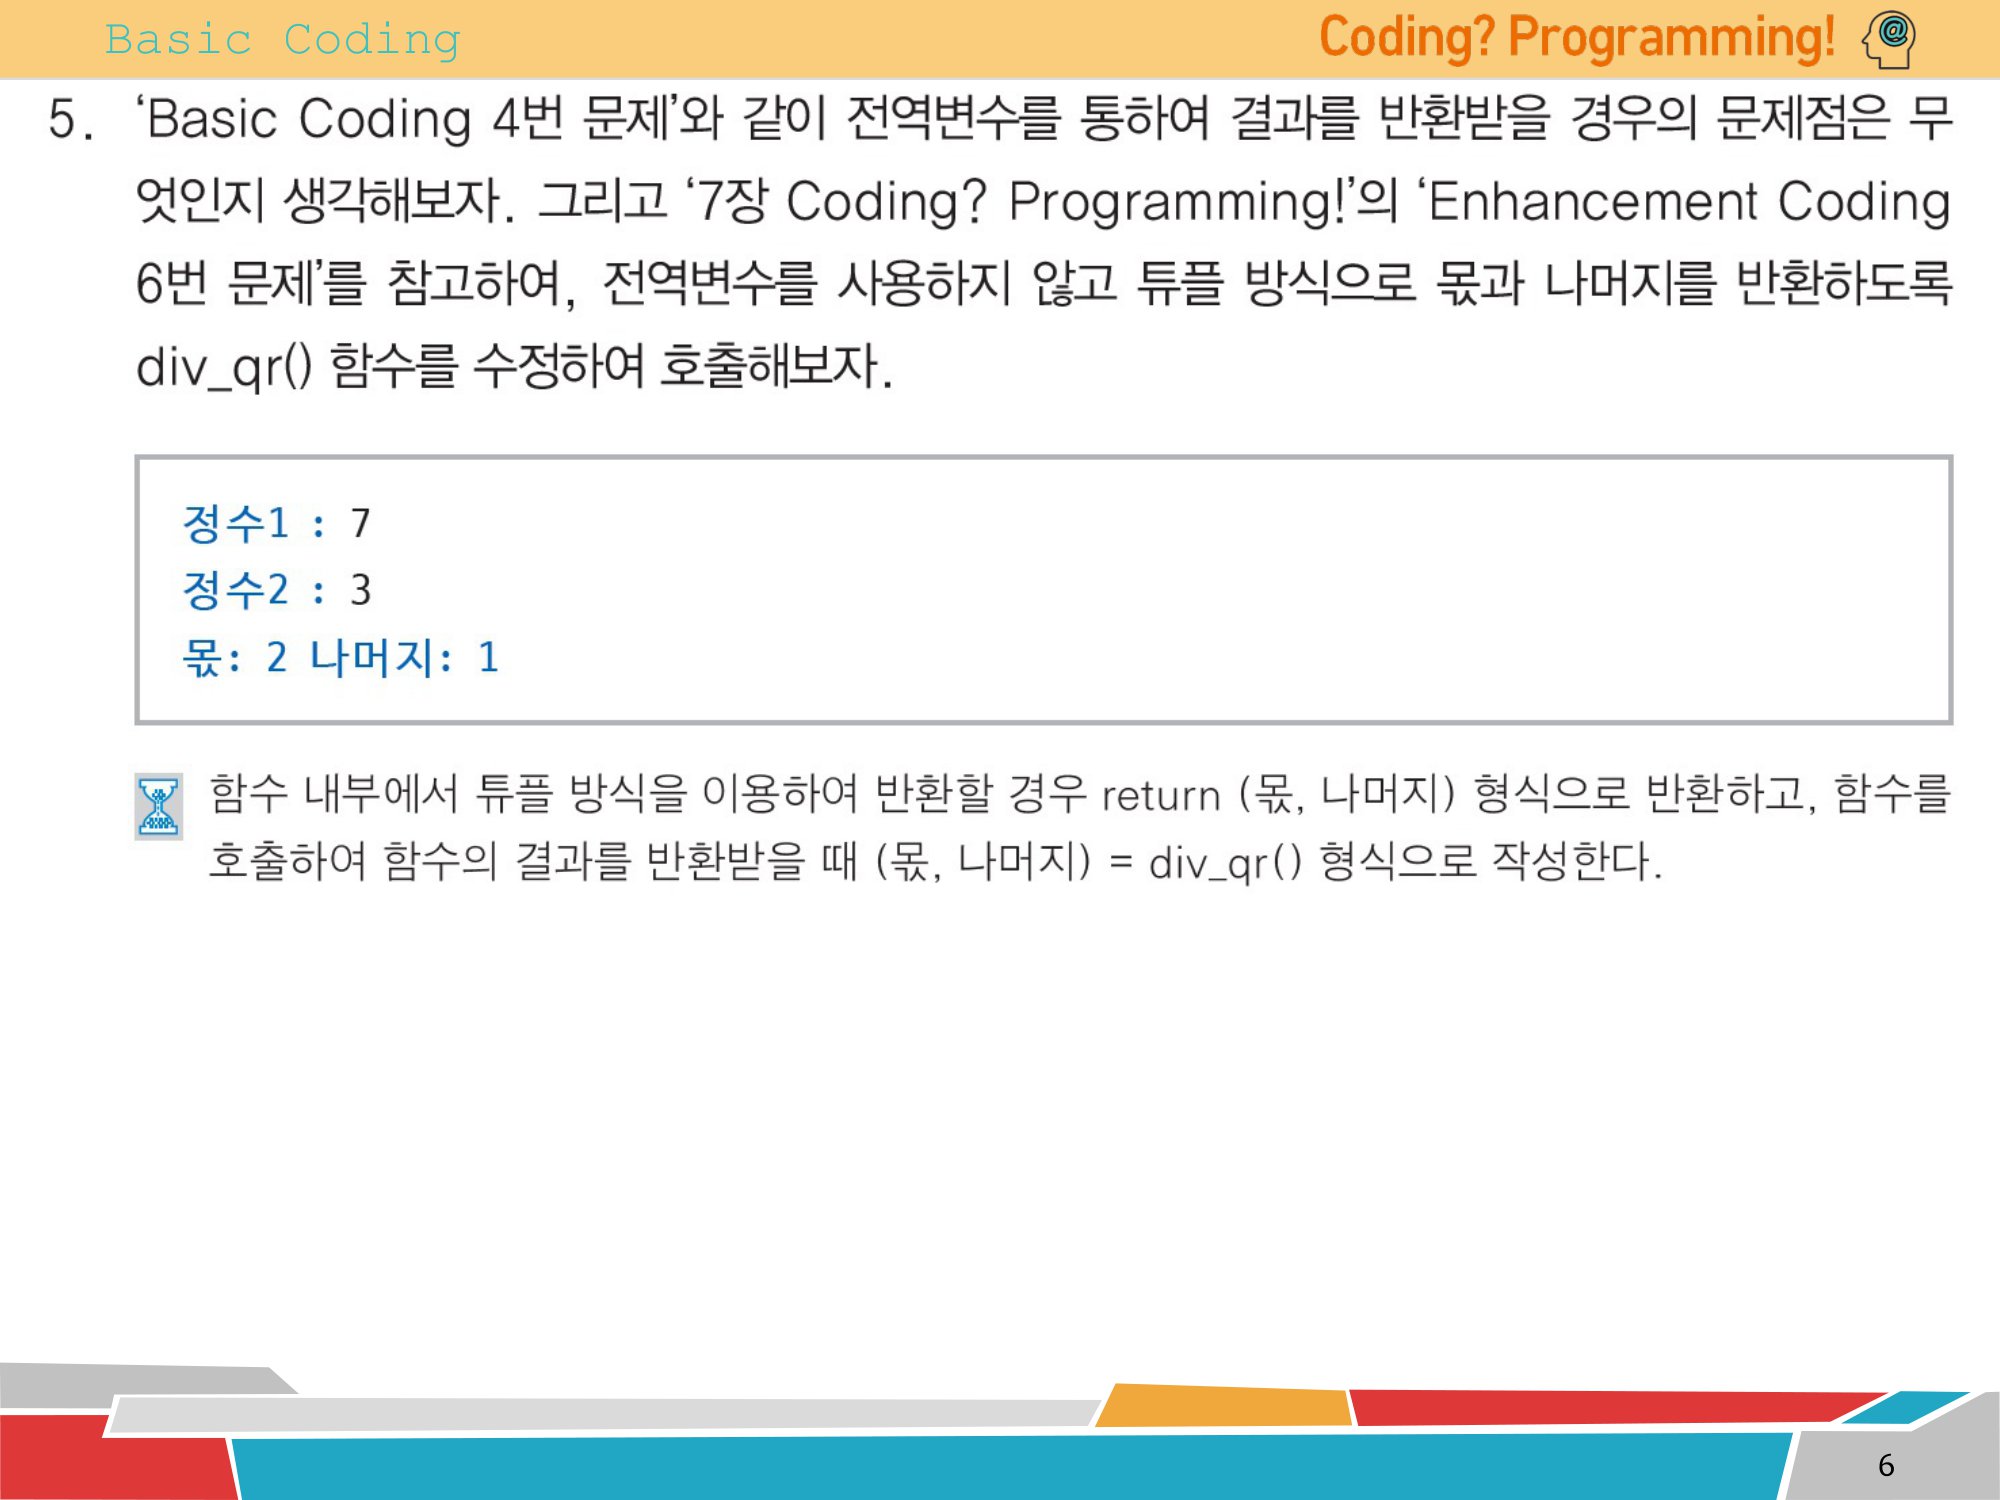 Basic Coding
Coding? Programming!
5. ‘Basic Coding 4번 문제’와 같이 전역변수를 통하여 결과를 반환받을 경우의 문제점은 무
엇인지 생각해보자. 그리고 ‘7장 Coding? Programming!’의 ‘Enhancement Coding
6번 문제’를 참고하여, 전역변수를 사용하지 않고 튜플 방식으로 몫과 나머지를 반환하도록
div_qr() 함수를 수정하여 호출해보자.
정수1 : 7
정수2 : 3
몫: 2 나머지: 1
함수 내부에서 튜플 방식을 이용하여 반환할 경우 return (몫, 나머지) 형식으로 반환하고, 함수를
호출하여 함수의 결과를 반환받을 때 (몫, 나머지) = div_qr() 형식으로 작성한다.
6